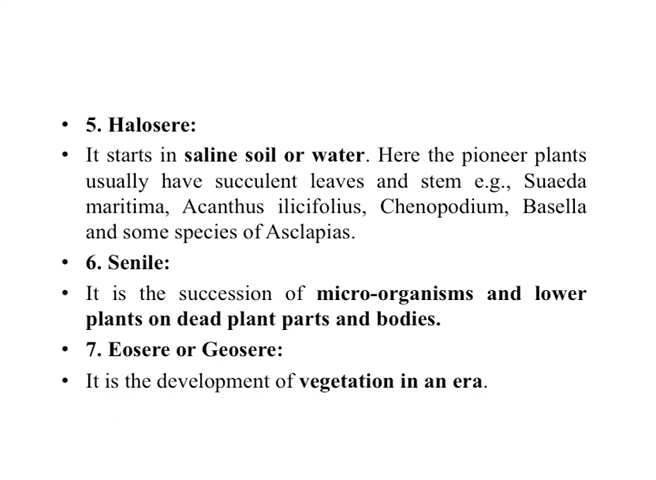 • 5. Halosere:
• It starts in saline soil or water. Here the pioneer plants
usually have succulent leaves and stem e.g., Suaeda
maritima, Acanthus ilicifolius, Chenopodium, Basella
and some species of Asclapias.
• 6. Senile:
• It is the succession of micro-organisms and lower
plants on dead plant parts and bodies.
• 7. Eosere or Geosere:
• It is the development of vegetation in an era.